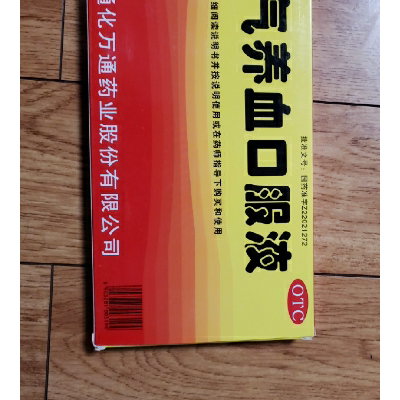 气养血口服液
细阅读说明书并按说明使用或在药师指导下购买和使用
批准文号：国药准字Z22021272
OTC
通化万通药业股份有限公司